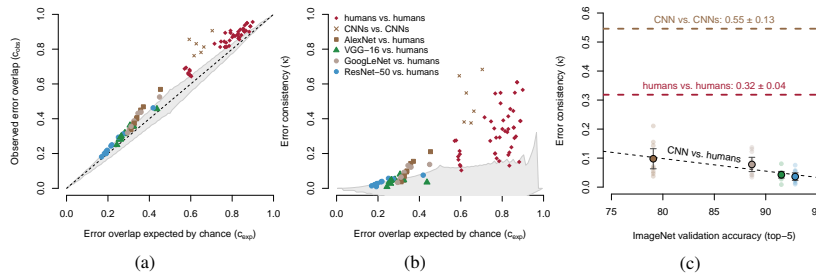 Observed error overlap (c_obs)
0.0 0.2 0.4 0.6 0.8 1.0
0.0 0.2 0.4 0.6 0.8 1.0
Error overlap expected by chance (c_exp)
(a)
Error consistency (κ)
0.0 0.2 0.4 0.6 0.8 1.0
humans vs. humans
CNNs vs. CNNs
AlexNet vs. humans
VGG-16 vs. humans
GoogLeNet vs. humans
ResNet-50 vs. humans
0.0 0.2 0.4 0.6 0.8 1.0
Error overlap expected by chance (c_exp)
(b)
Error consistency (κ)
0.0 0.1 0.2 0.3 0.4 0.5 0.6
CNN vs. CNNs: 0.55 ± 0.13
humans vs. humans: 0.32 ± 0.04
CNN vs. humans
75 80 85 90 95
ImageNet validation accuracy (top-5)
(c)